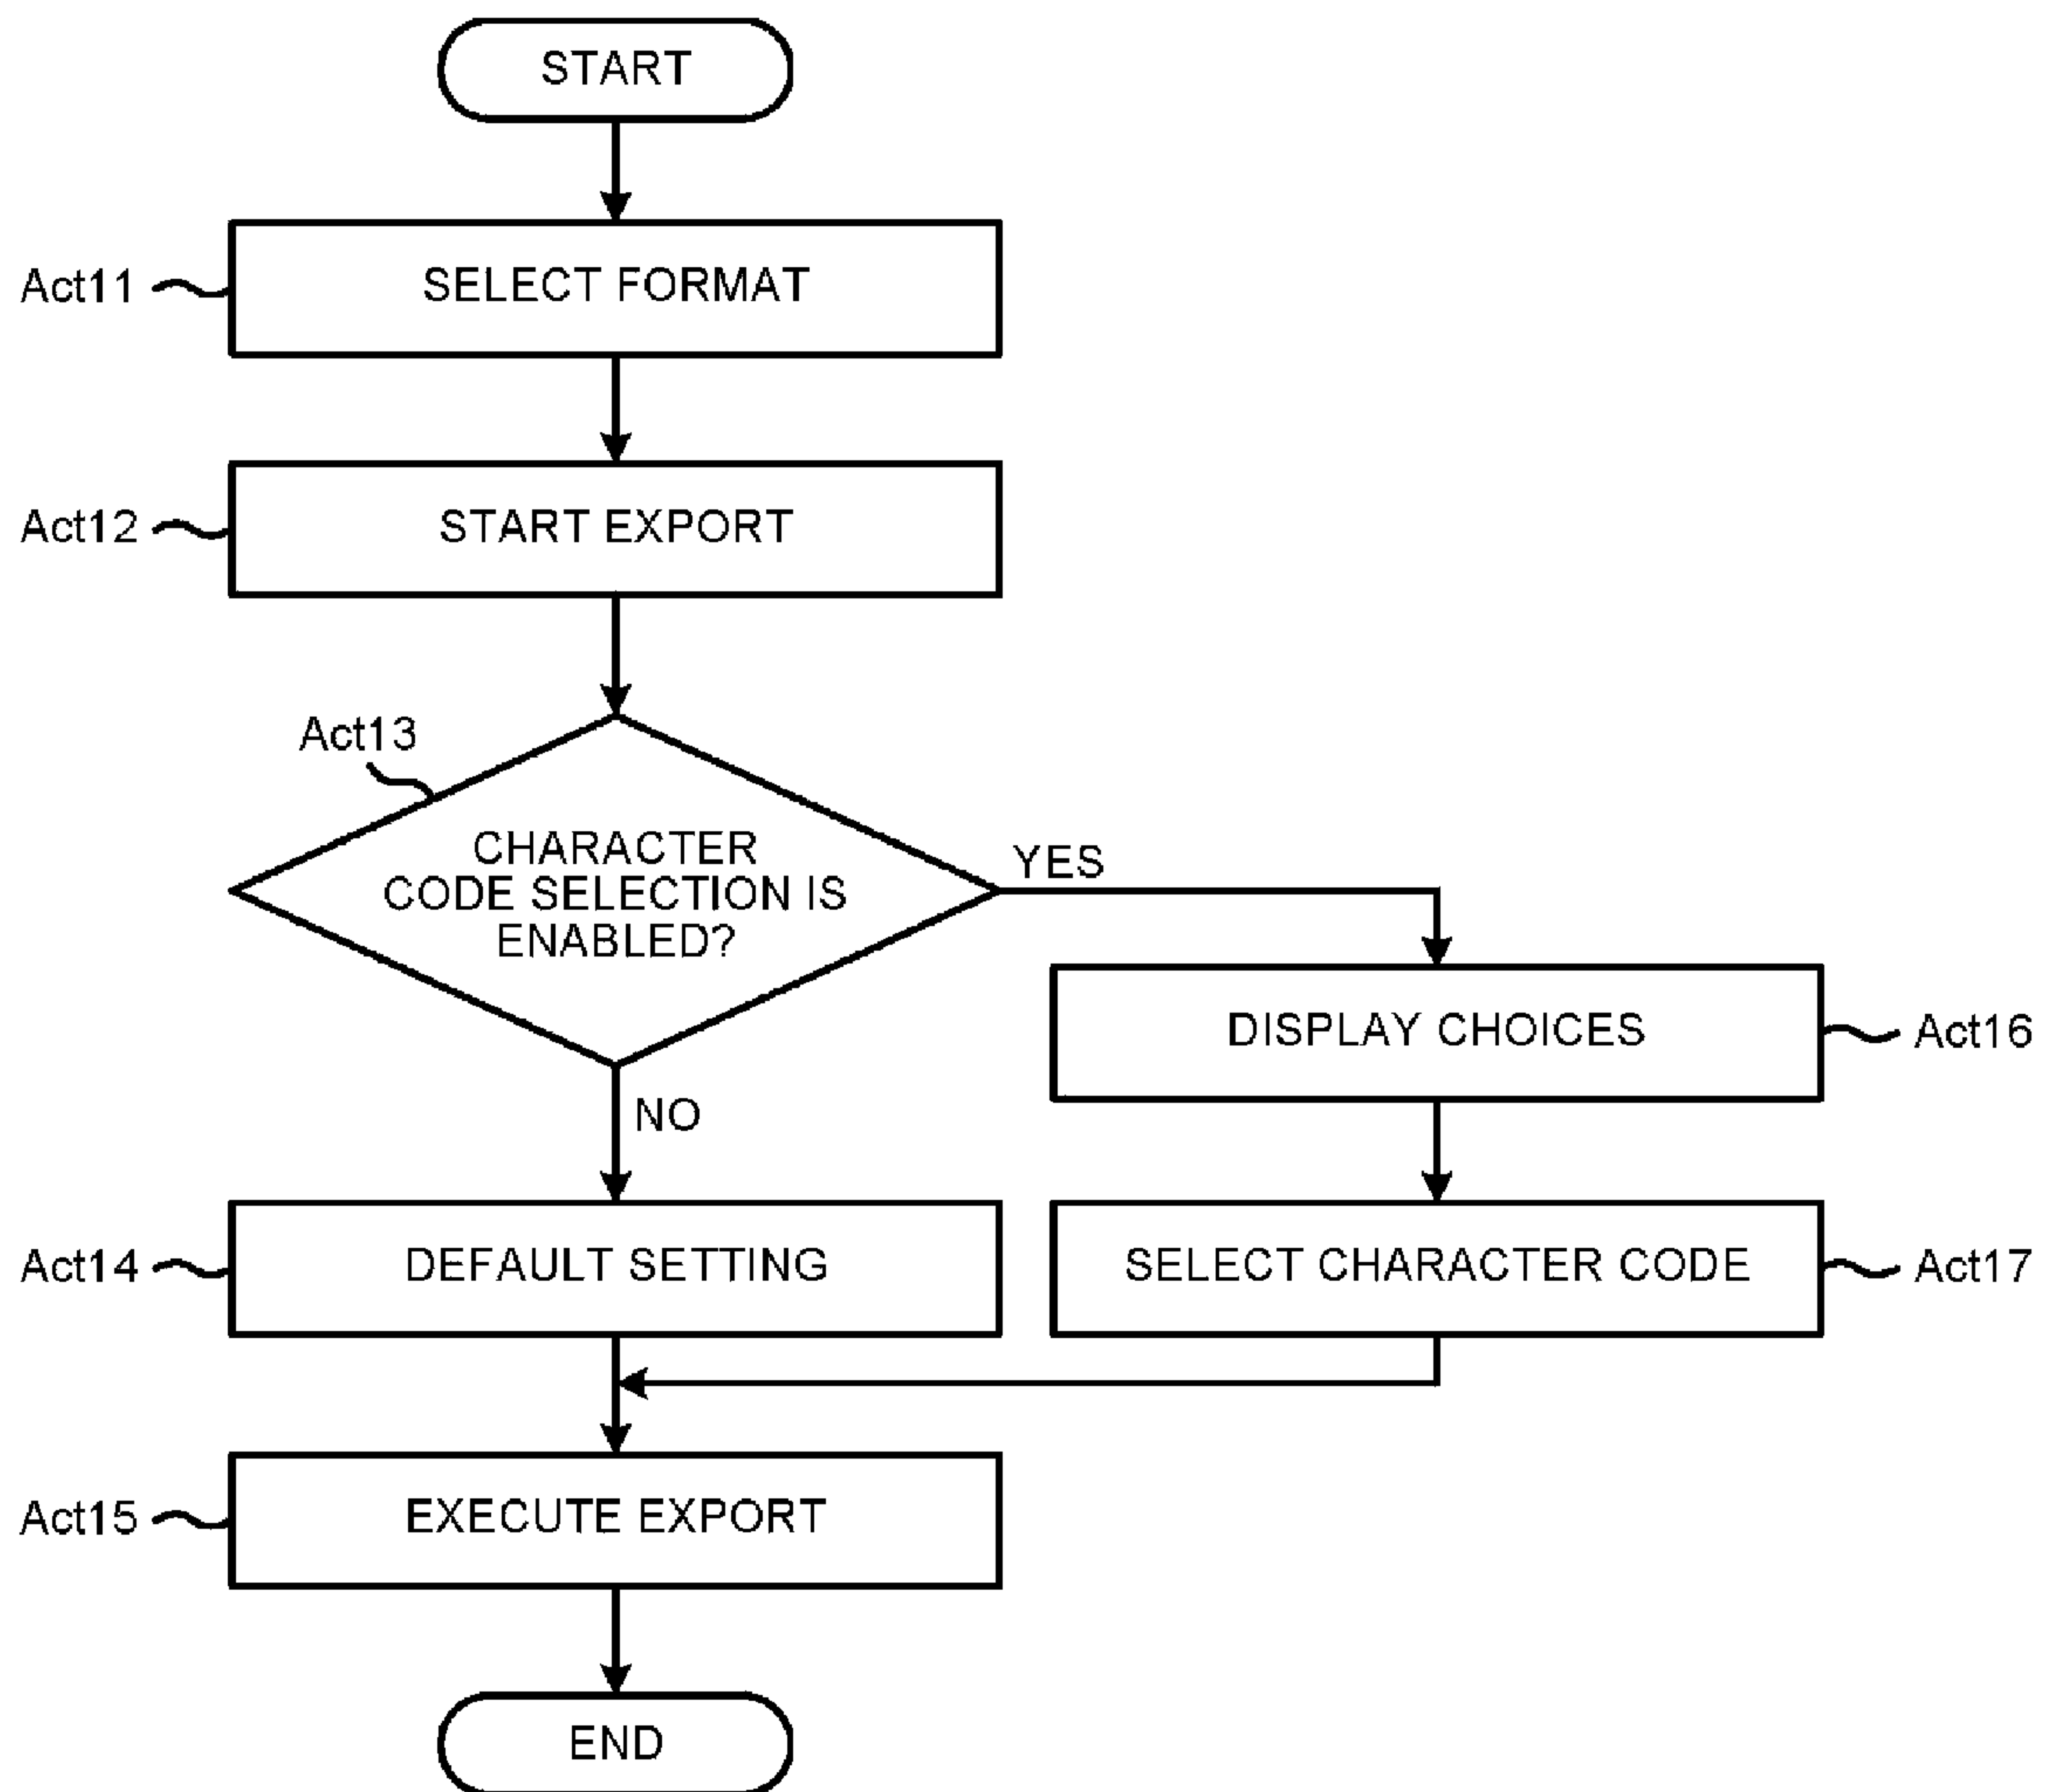 START
Act11
SELECT FORMAT
Act12
START EXPORT
Act13
CHARACTER
CODE SELECTION IS
ENABLED?
YES
NO
DISPLAY CHOICES
Act16
Act14
DEFAULT SETTING
SELECT CHARACTER CODE
Act17
Act15
EXECUTE EXPORT
END